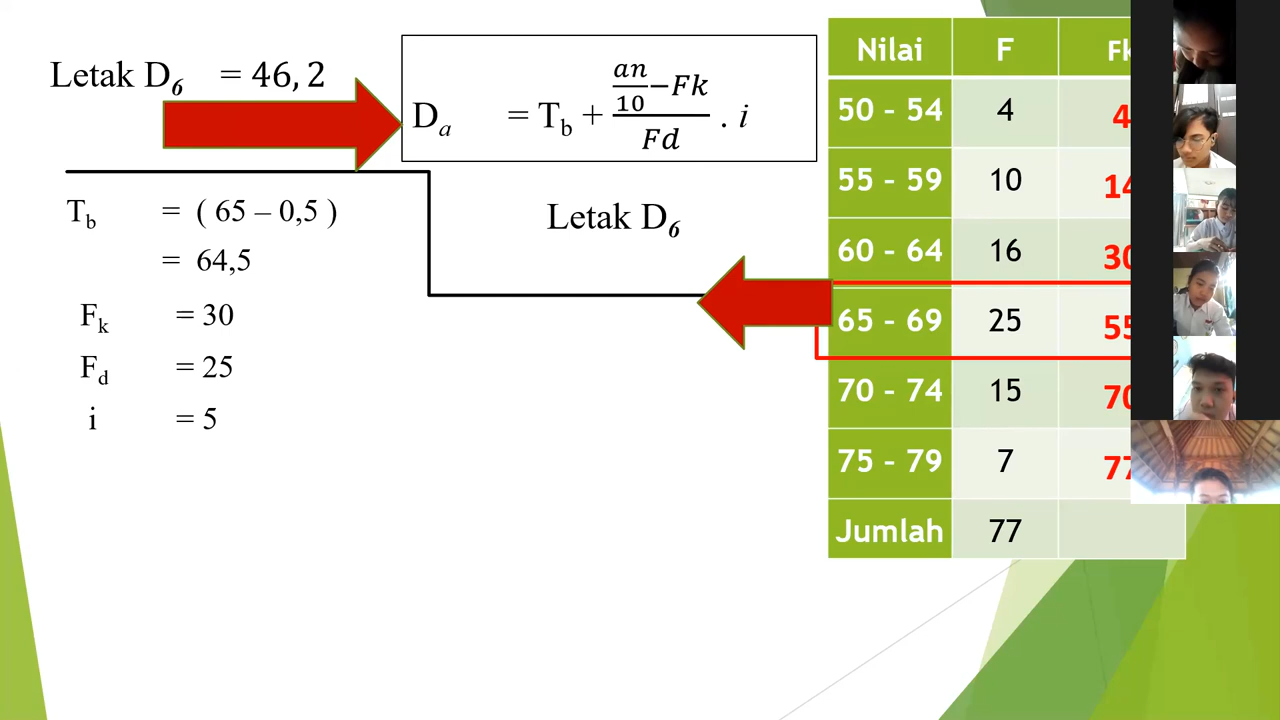 Letak D6 = 46, 2
Da = Tb + (an/10 – Fk)/Fd . i
Tb = ( 65 – 0,5 )
= 64,5
Fk = 30
Fd = 25
i = 5
Letak D6
Nilai F Fk
50 - 54 4 4
55 - 59 10 14
60 - 64 16 30
65 - 69 25 55
70 - 74 15 70
75 - 79 7 77
Jumlah 77